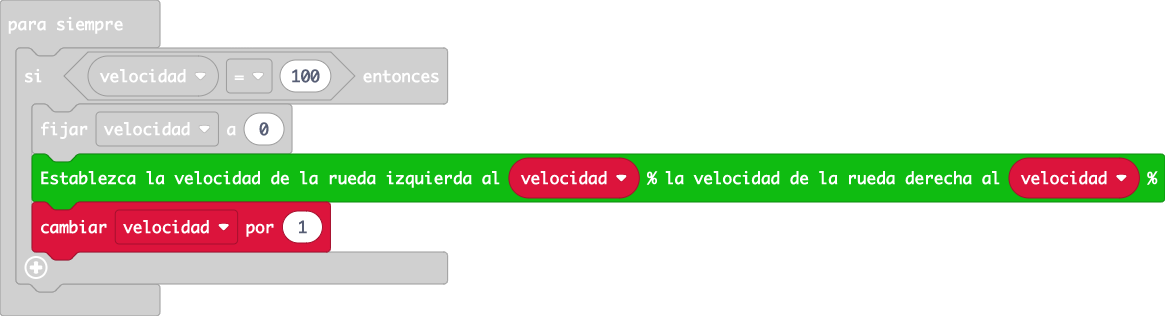 para siempre
si velocidad = 100 entonces
fijar velocidad a 0
Establezca la velocidad de la rueda izquierda al velocidad % la velocidad de la rueda derecha al velocidad %
cambiar velocidad por 1